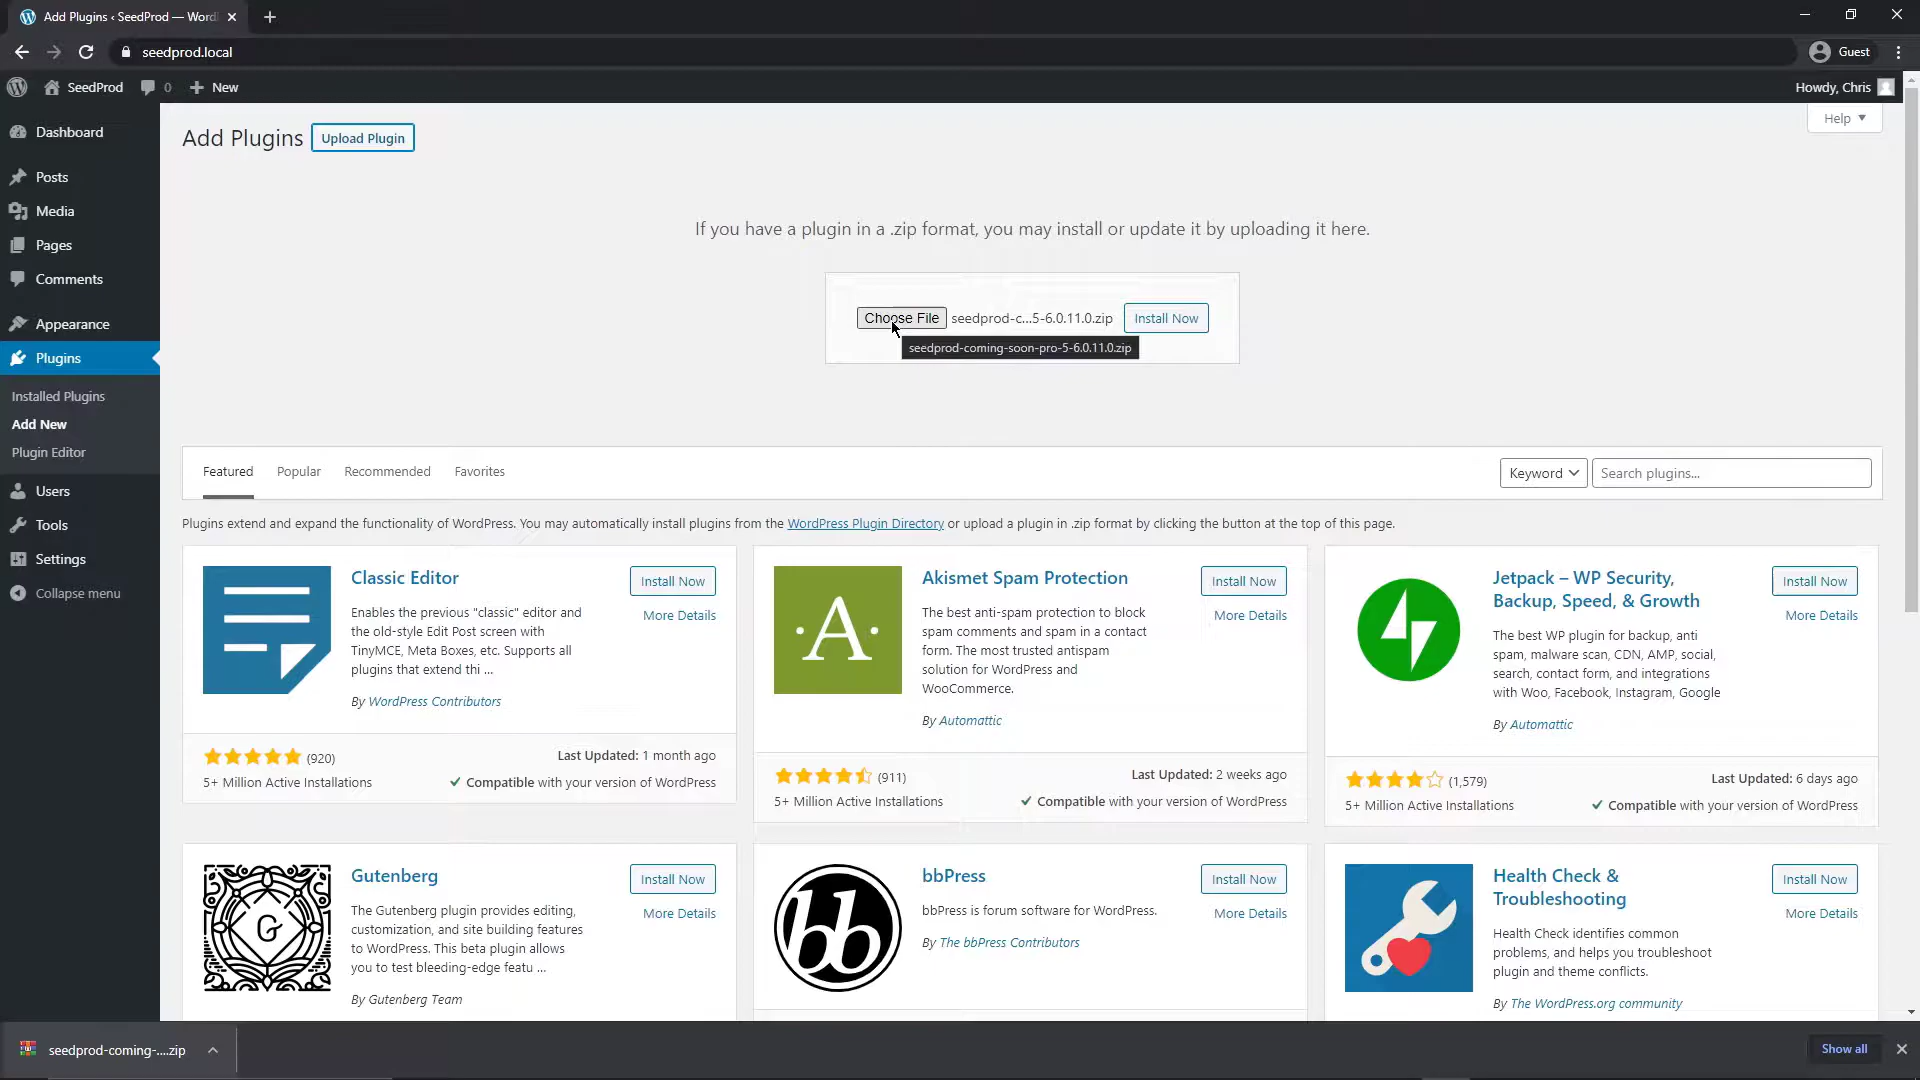 Add Plugins ‹ SeedProd — Word
seedprod.local
Guest
SeedProd
0
New
Howdy, Chris
Dashboard
Posts
Media
Pages
Comments
Appearance
Plugins
Installed Plugins
Add New
Plugin Editor
Users
Tools
Settings
Collapse menu
Help
Add Plugins
Upload Plugin
If you have a plugin in a .zip format, you may install or update it by uploading it here.
Choose File seedprod-c...5-6.0.11.0.zip
Install Now
seedprod-coming-soon-pro-5-6.0.11.0.zip
Featured
Popular
Recommended
Favorites
Keyword
Search plugins...
Plugins extend and expand the functionality of WordPress. You may automatically install plugins from the WordPress Plugin Directory or upload a plugin in .zip format by clicking the button at the top of this page.
Classic Editor
Install Now
More Details
Enables the previous "classic" editor and
the old-style Edit Post screen with
TinyMCE, Meta Boxes, etc. Supports all
plugins that extend thi ...
By WordPress Contributors
(920)
Last Updated: 1 month ago
5+ Million Active Installations
Compatible with your version of WordPress
A
Akismet Spam Protection
Install Now
More Details
The best anti-spam protection to block
spam comments and spam in a contact
form. The most trusted antispam
solution for WordPress and
WooCommerce.
By Automattic
(911)
Last Updated: 2 weeks ago
5+ Million Active Installations
Compatible with your version of WordPress
Jetpack – WP Security,
Backup, Speed, & Growth
Install Now
More Details
The best WP plugin for backup, anti
spam, malware scan, CDN, AMP, social,
search, contact form, and integrations
with Woo, Facebook, Instagram, Google
By Automattic
(1,579)
Last Updated: 6 days ago
5+ Million Active Installations
Compatible with your version of WordPress
G
Gutenberg
Install Now
More Details
The Gutenberg plugin provides editing,
customization, and site building features
to WordPress. This beta plugin allows
you to test bleeding-edge featu ...
By Gutenberg Team
bb
bbPress
Install Now
More Details
bbPress is forum software for WordPress.
By The bbPress Contributors
Health Check &
Troubleshooting
Install Now
More Details
Health Check identifies common
problems, and helps you troubleshoot
plugin and theme conflicts.
By The WordPress.org community
seedprod-coming-....zip
Show all